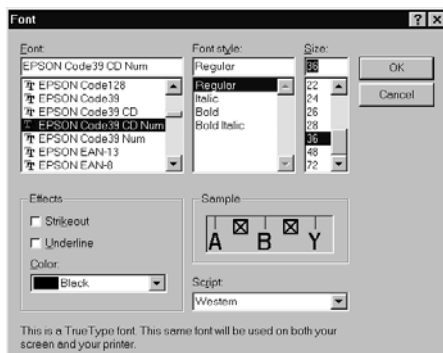 Font
Font:
EPSON Code39 CD Num
EPSON Code128
EPSON Code39
EPSON Code39 CD
EPSON Code39 CD Num
EPSON Code39 Num
EPSON EAN-13
EPSON EAN-8
Font style:
Regular
Regular
Italic
Bold
Bold Italic
Size:
36
22
24
26
28
36
48
72
OK
Cancel
Effects
Strikeout
Underline
Color:
Black
Sample
A B Y
Script:
Western
This is a TrueType font. This same font will be used on both your
screen and your printer.